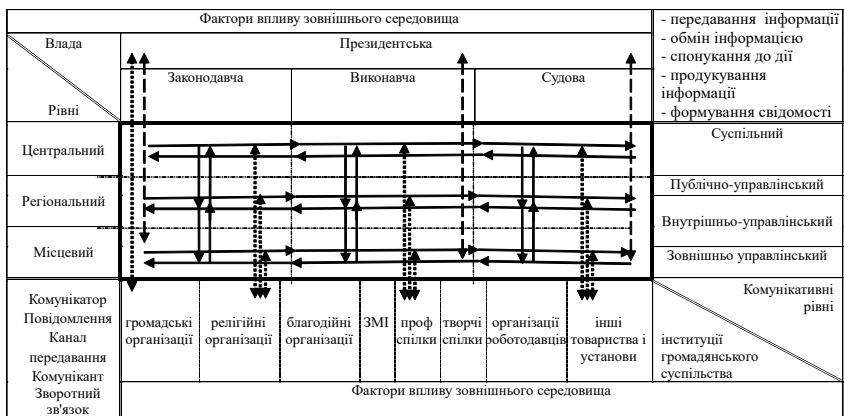 Фактори впливу зовнішнього середовища
- передавання інформації
- обмін інформацією
- спонукання до дії
- продукування
інформації
- формування свідомості
Влада
Рівні
Президентська
Законодавча
Виконавча
Судова
Центральний
Регіональний
Місцевий
Суспільний
Публічно-управлінський
Внутрішньо-управлінський
Зовнішньо управлінський
Комунікатор
Повідомлення
Канал
передавання
Комунікант
Зворотний
зв'язок
громадські
організації
релігійні
організації
благодійні
організації
ЗМІ
проф
спілки
творчі
спілки
організації
роботодавців
інші
товариства і
установи
Комунікативні
рівні
інституції
громадянського
суспільства
Фактори впливу зовнішнього середовища